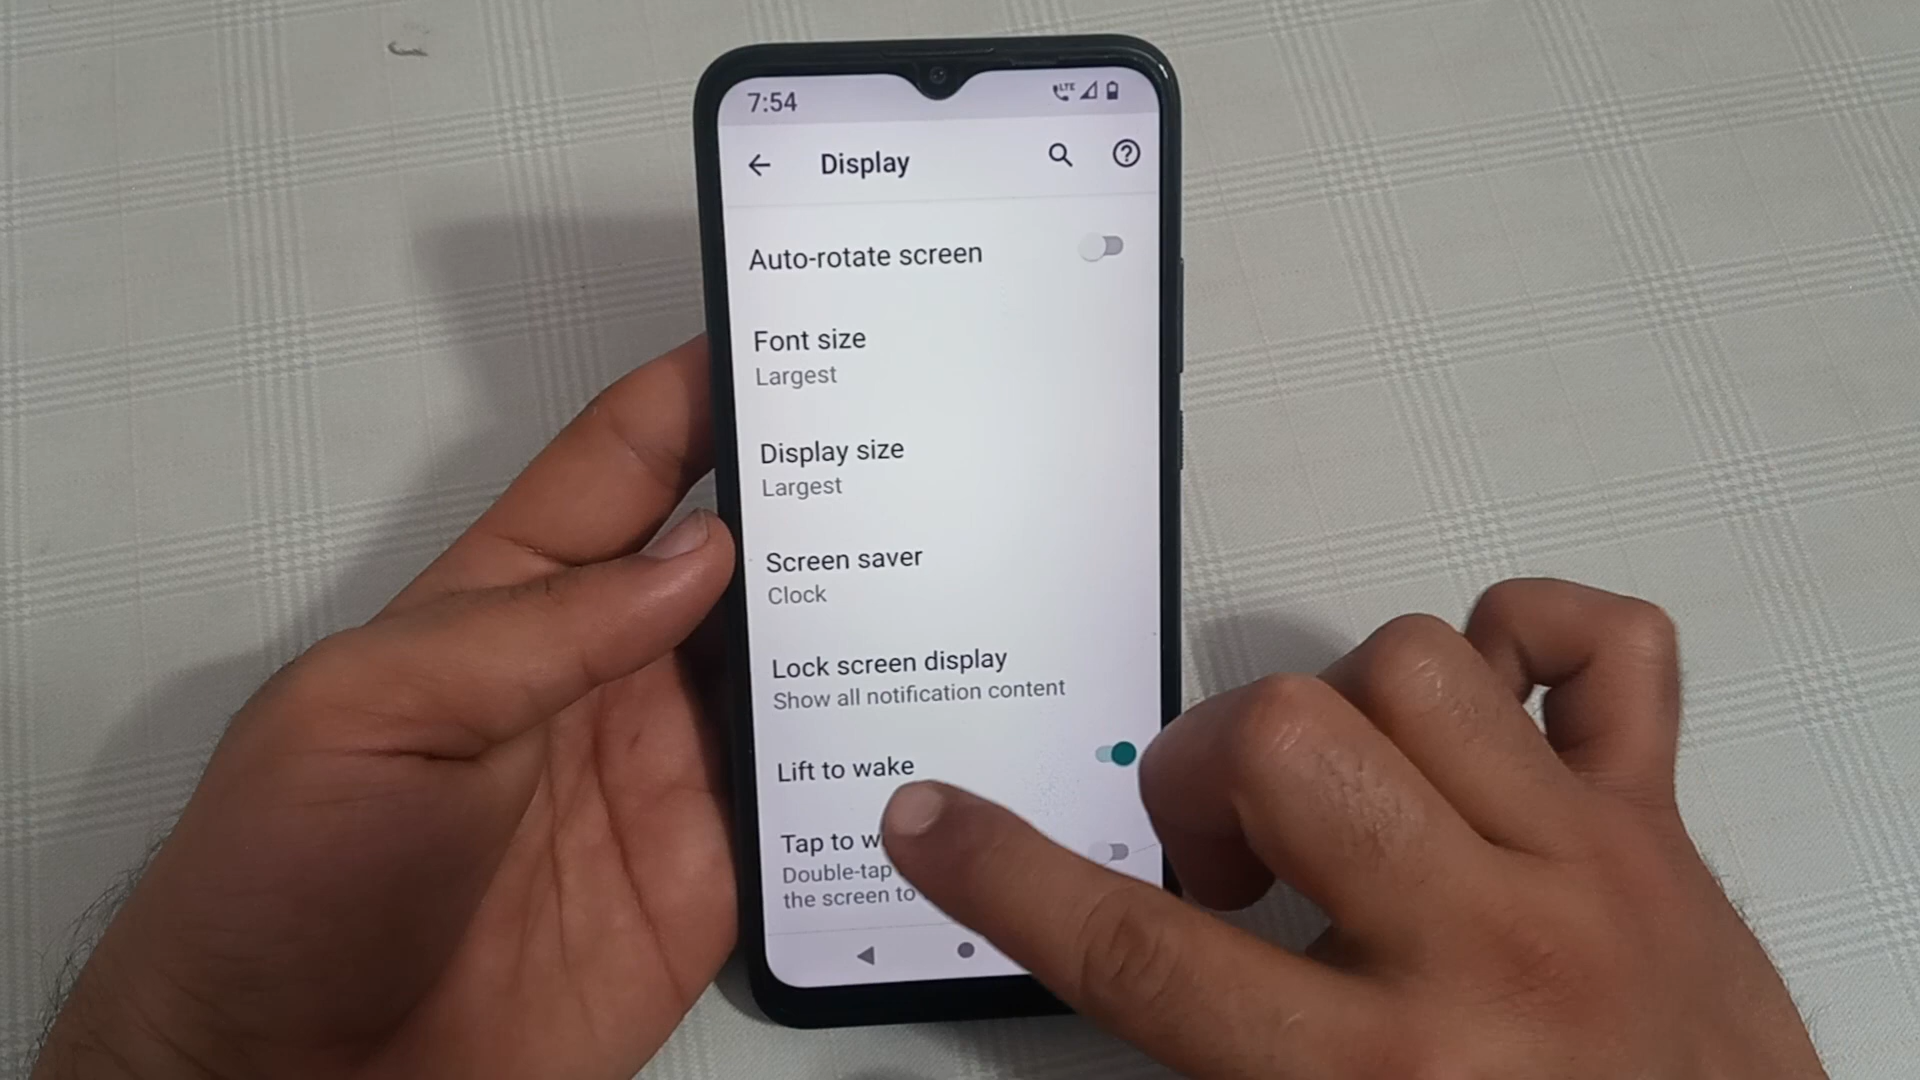 7:54
LTE
Display
Auto-rotate screen
Font size
Largest
Display size
Largest
Screen saver
Clock
Lock screen display
Show all notification content
Lift to wake
Tap to
Double-tap
the screen to